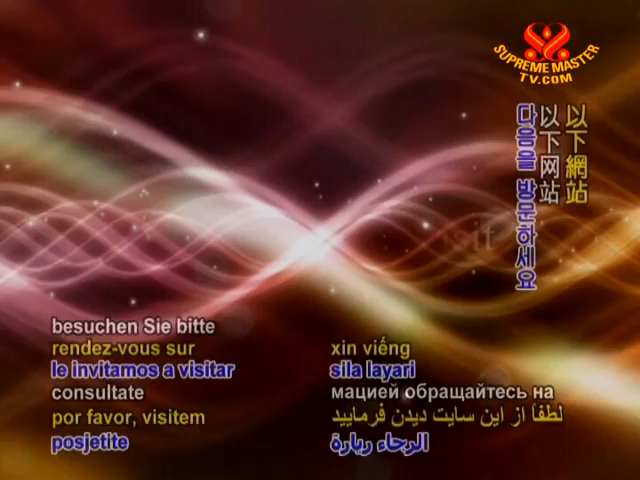 SUPREME MASTER
TV.COM
以下網站
以下网站
다음을 방문하세요
besuchen Sie bitte
rendez-vous sur
le invitamos a visitar
consultate
por favor, visitem
posjetite
xin viếng
sila layari
мацией обращайтесь на
لطفاً از این سایت دیدن فرمایید
الرجاء زيارة